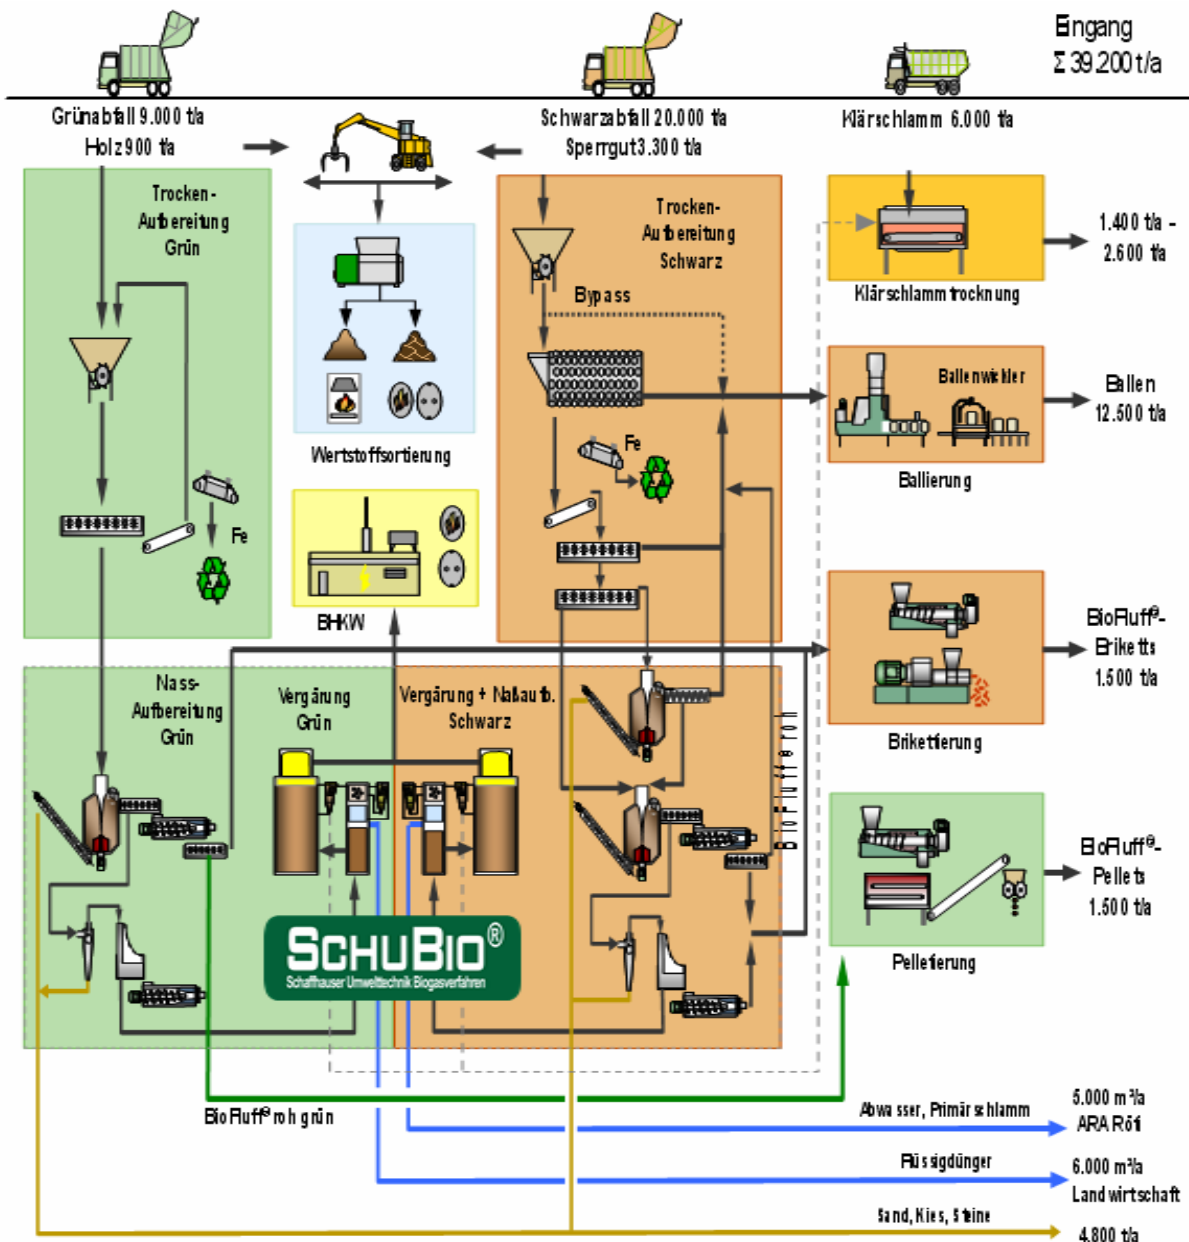 Eingang
Σ 39.200 t/a
Grünabfall 9.000 t/a
Holz 900 t/a
Schwarzabfall 20.000 t/a
Sperrgut 3.300 t/a
Klärschlamm 6.000 t/a
Trocken-
Aufbereitung
Grün
Trocken-
Aufbereitung
Schwarz
1.400 t/a –
2.600 t/a
Klärschlammtrocknung
Bypass
Ballenwickler
Ballen
12.500 t/a
Ballierung
Wertstoffsortierung
Fe
Fe
BHKW
BioFluff®-
Briketts
1.500 t/a
Brikettierung
Nass-
Aufbereitung
Grün
Vergärung
Grün
Vergärung + Naßaufb.
Schwarz
BioFluff®-
Pellets
1.500 t/a
Pelletierung
SCHUBIO®
Schaffhauser Umwelttechnik Biogasverfahren
BioFluff® roh grün
Abwasser, Primärschlamm
5.000 m³/a
ARA Röti
Flüssigdünger
6.000 m³/a
Landwirtschaft
Sand, Kies, Steine
4.800 t/a